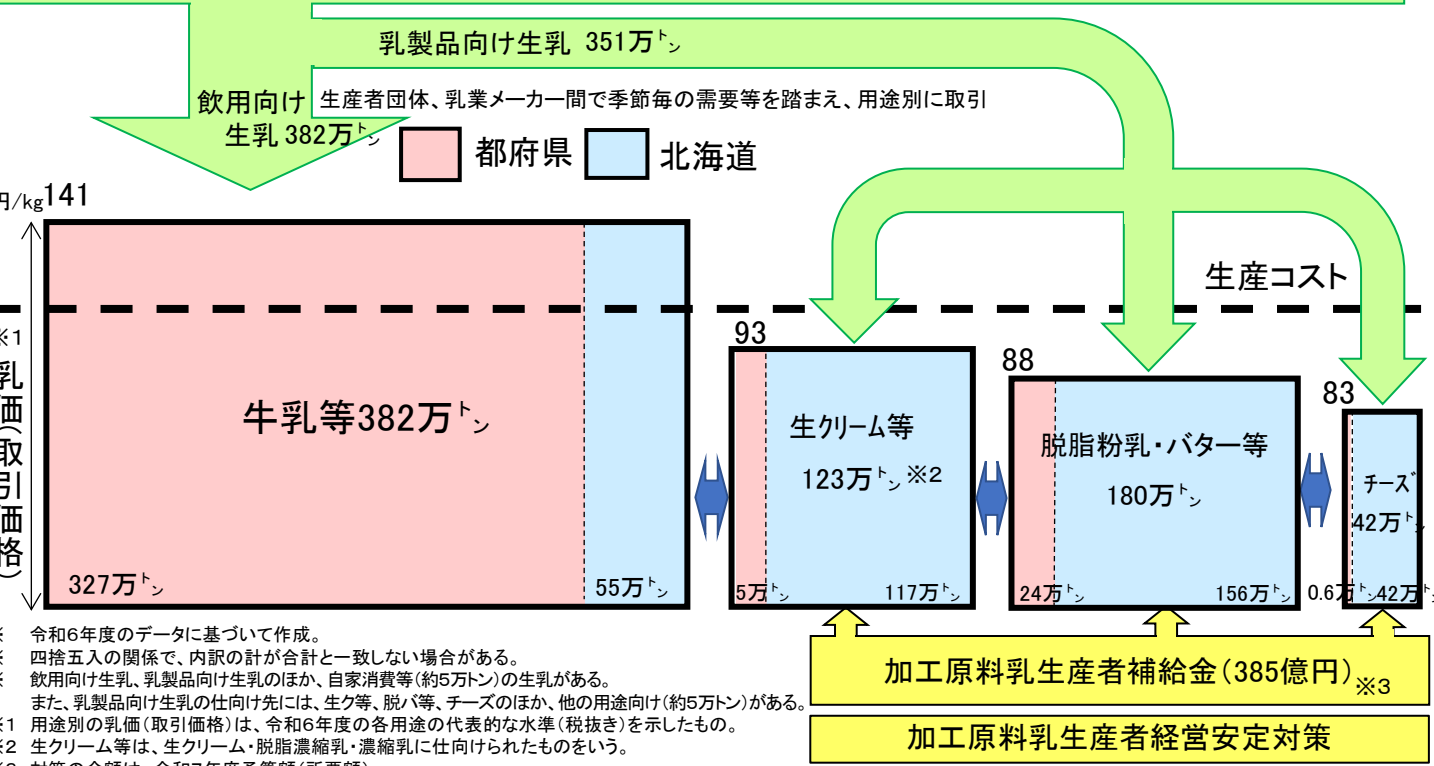 乳製品向け生乳 351万トン
飲用向け
生乳 382万トン
生産者団体、乳業メーカー間で季節毎の需要等を踏まえ、用途別に取引
都府県
北海道
円/kg
141
生産コスト
※1
乳価(取引価格)
93
88
83
牛乳等382万トン
生クリーム等
123万トン ※2
脱脂粉乳・バター等
180万トン
チーズ
42万トン
327万トン
55万トン
5万トン
117万トン
24万トン
156万トン
0.6万トン
42万トン
※ 令和6年度のデータに基づいて作成。
※ 四捨五入の関係で、内訳の計が合計と一致しない場合がある。
※ 飲用向け生乳、乳製品向け生乳のほか、自家消費等(約5万トン)の生乳がある。
また、乳製品向け生乳の仕向け先には、生ク等、脱バ等、チーズのほか、他の用途向け(約5万トン)がある。
※1 用途別の乳価(取引価格)は、令和6年度の各用途の代表的な水準(税抜き)を示したもの。
※2 生クリーム等は、生クリーム・脱脂濃縮乳・濃縮乳に仕向けられたものをいう。
加工原料乳生産者補給金(385億円)※3
加工原料乳生産者経営安定対策